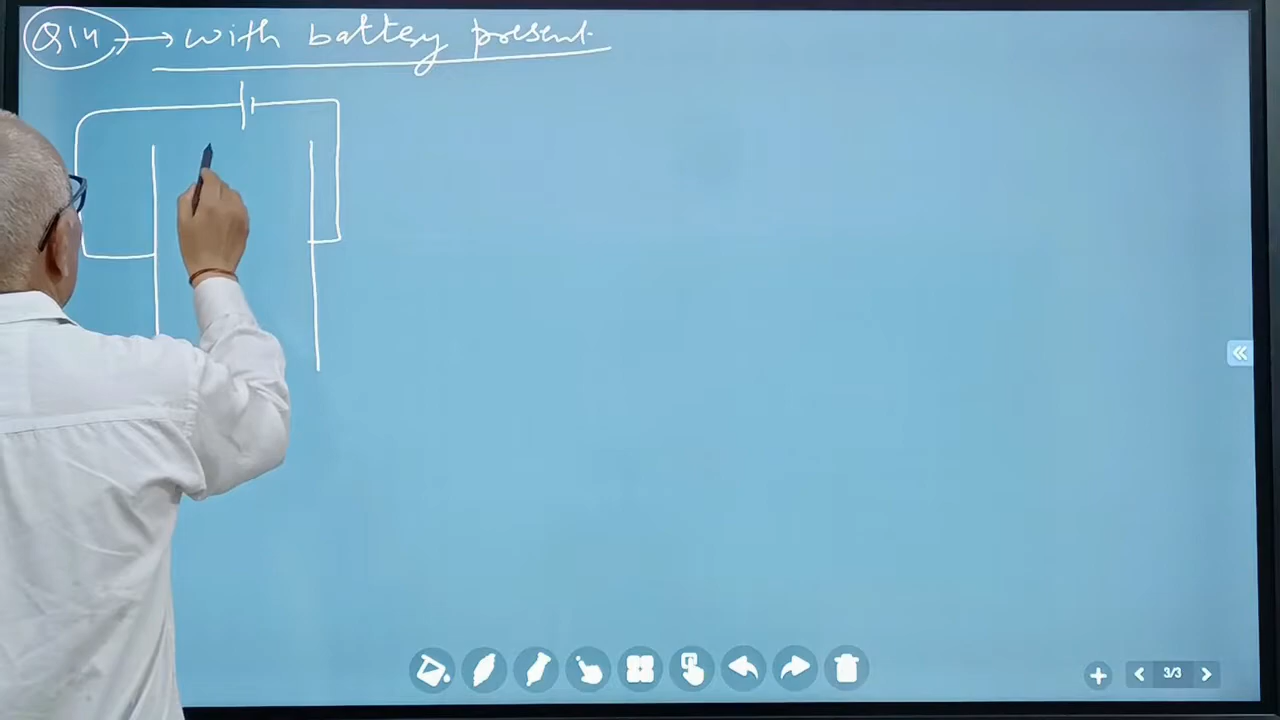 Q14 → With battery present.
3/3